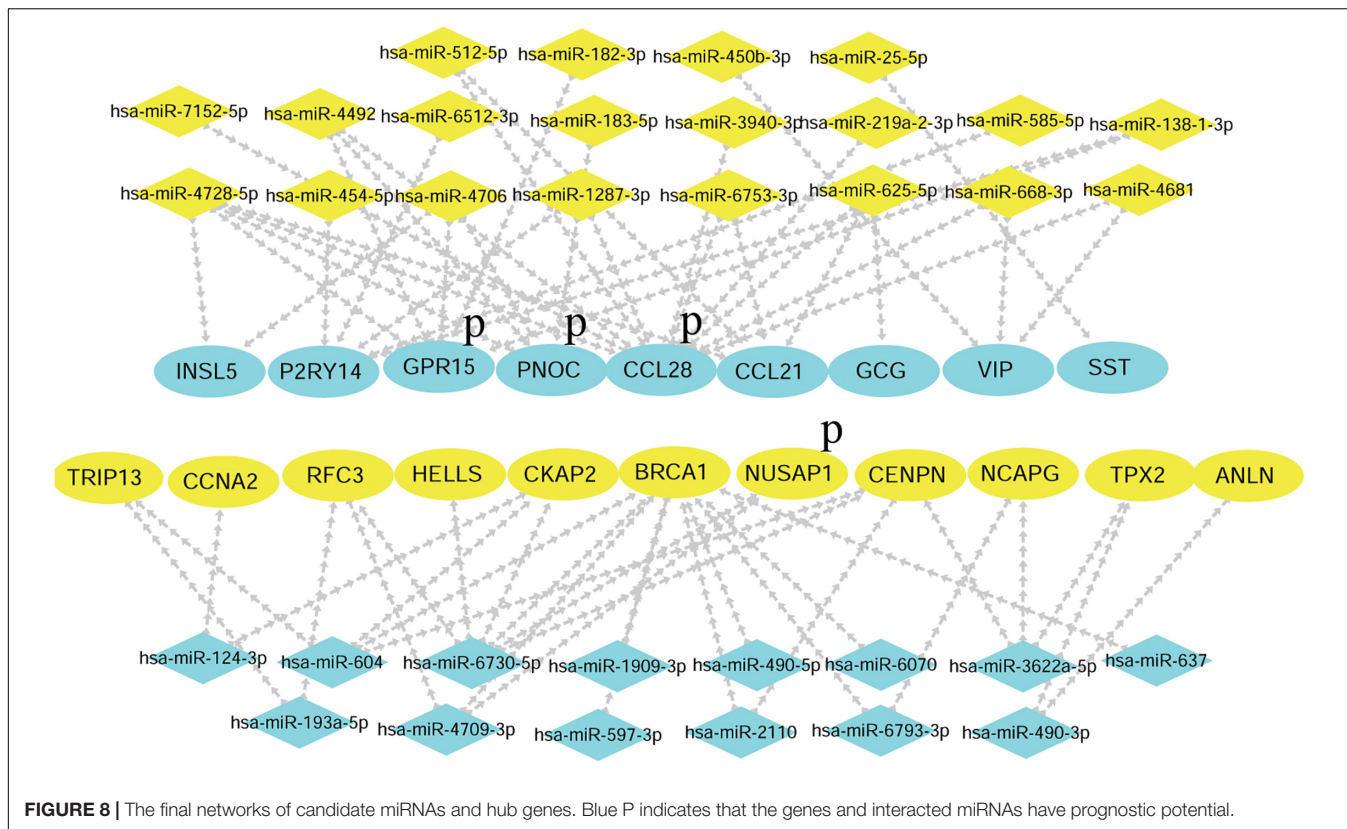 hsa-miR-512-5p hsa-miR-182-3p hsa-miR-450b-3p hsa-miR-25-5p
hsa-miR-7152-5p hsa-miR-4492 hsa-miR-6512-3p hsa-miR-183-5p hsa-miR-3940-3p hsa-miR-219a-2-3p hsa-miR-585-5p hsa-miR-138-1-3p
hsa-miR-4728-5p hsa-miR-454-5p hsa-miR-4706 hsa-miR-1287-3p hsa-miR-6753-3p hsa-miR-625-5p hsa-miR-668-3p hsa-miR-4681
p p p
INSL5 P2RY14 GPR15 PNOC CCL28 CCL21 GCG VIP SST
p
TRIP13 CCNA2 RFC3 HELLS CKAP2 BRCA1 NUSAP1 CENPN NCAPG TPX2 ANLN
hsa-miR-124-3p hsa-miR-604 hsa-miR-6730-5p hsa-miR-1909-3p hsa-miR-490-5p hsa-miR-6070 hsa-miR-3622a-5p hsa-miR-637
hsa-miR-193a-5p hsa-miR-4709-3p hsa-miR-597-3p hsa-miR-2110 hsa-miR-6793-3p hsa-miR-490-3p
FIGURE 8 | The final networks of candidate miRNAs and hub genes. Blue P indicates that the genes and interacted miRNAs have prognostic potential.